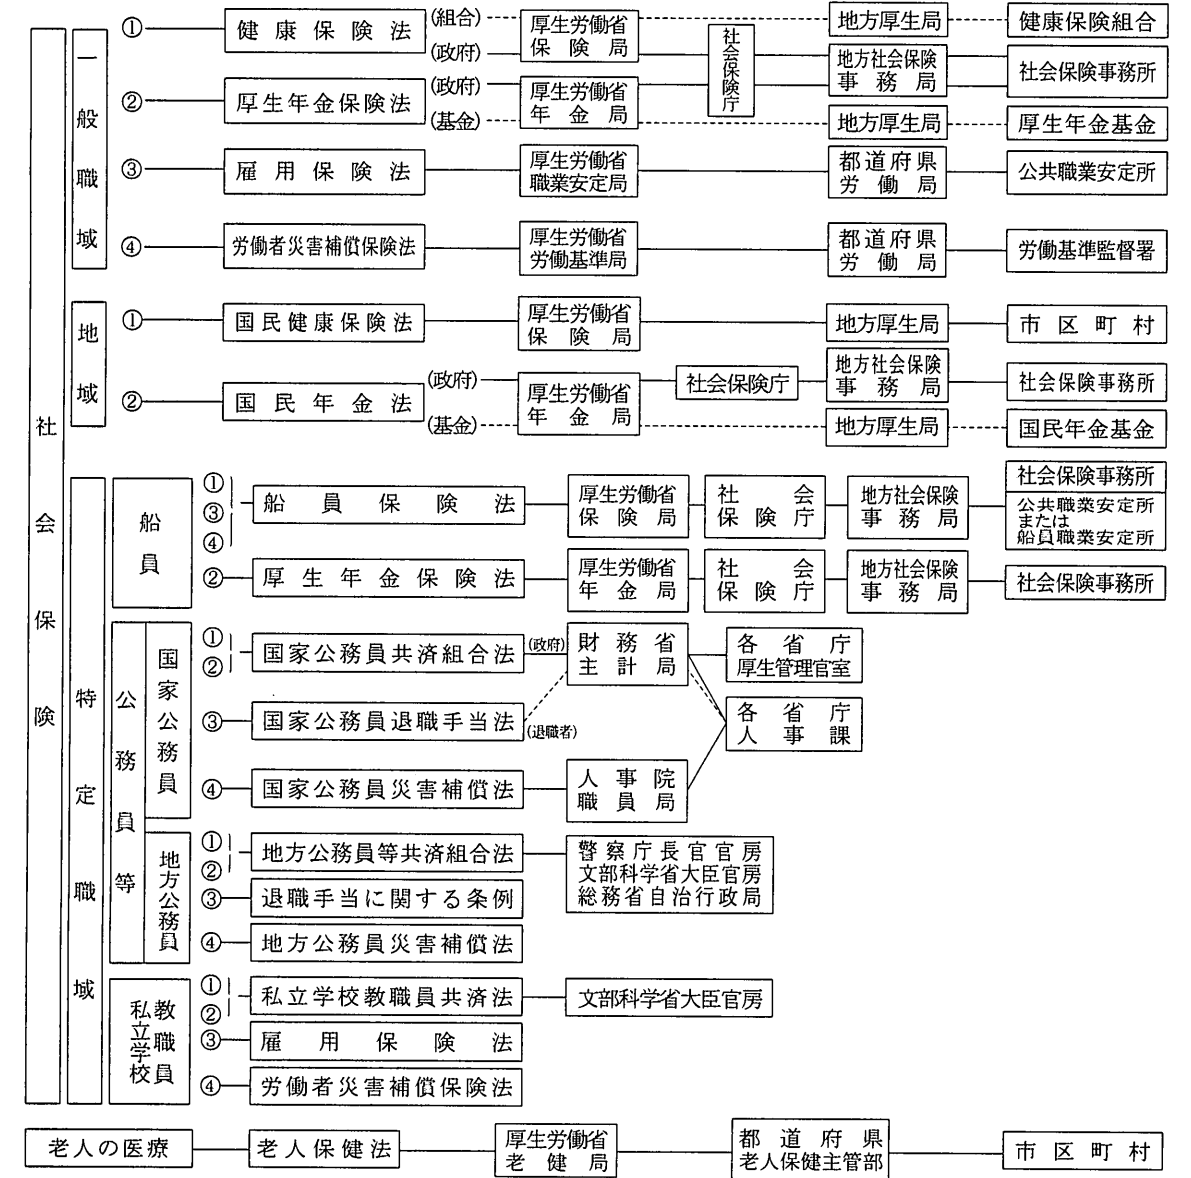 社会保険
一般職域
① 健康保険法 (組合) 厚生労働省 保険局 地方厚生局 健康保険組合
(政府) 社会保険庁 地方社会保険 事務局 社会保険事務所
② 厚生年金保険法 (政府) 厚生労働省 年金局
(基金) 地方厚生局 厚生年金基金
③ 雇用保険法 厚生労働省 職業安定局 都道府県 労働局 公共職業安定所
④ 労働者災害補償保険法 厚生労働省 労働基準局 都道府県 労働局 労働基準監督署
地域
① 国民健康保険法 厚生労働省 保険局 地方厚生局 市区町村
② 国民年金法 (政府) 厚生労働省 年金局 社会保険庁 地方社会保険 事務局 社会保険事務所
(基金) 地方厚生局 国民年金基金
特定職域
船員
① ③ ④ 船員保険法 厚生労働省 保険局 社会 保険庁 地方社会保険 事務局 社会保険事務所
公共職業安定所
または
船員職業安定所
② 厚生年金保険法 厚生労働省 年金局 社会 保険庁 地方社会保険 事務局 社会保険事務所
公務員等
国家公務員
① ② 国家公務員共済組合法 (政府) 財務省 主計局 各省庁 厚生管理官室
③ 国家公務員退職手当法 (退職者) 各省庁 人事課
④ 国家公務員災害補償法 人事院 職員局
地方公務員
① ② 地方公務員等共済組合法 警察庁長官官房
文部科学省大臣官房
総務省自治行政局
③ 退職手当に関する条例
④ 地方公務員災害補償法
私立学校教職員
① ② 私立学校教職員共済法 文部科学省大臣官房
③ 雇用保険法
④ 労働者災害補償保険法
老人の医療 老人保健法 厚生労働省 老健局 都道府県 老人保健主管部 市区町村